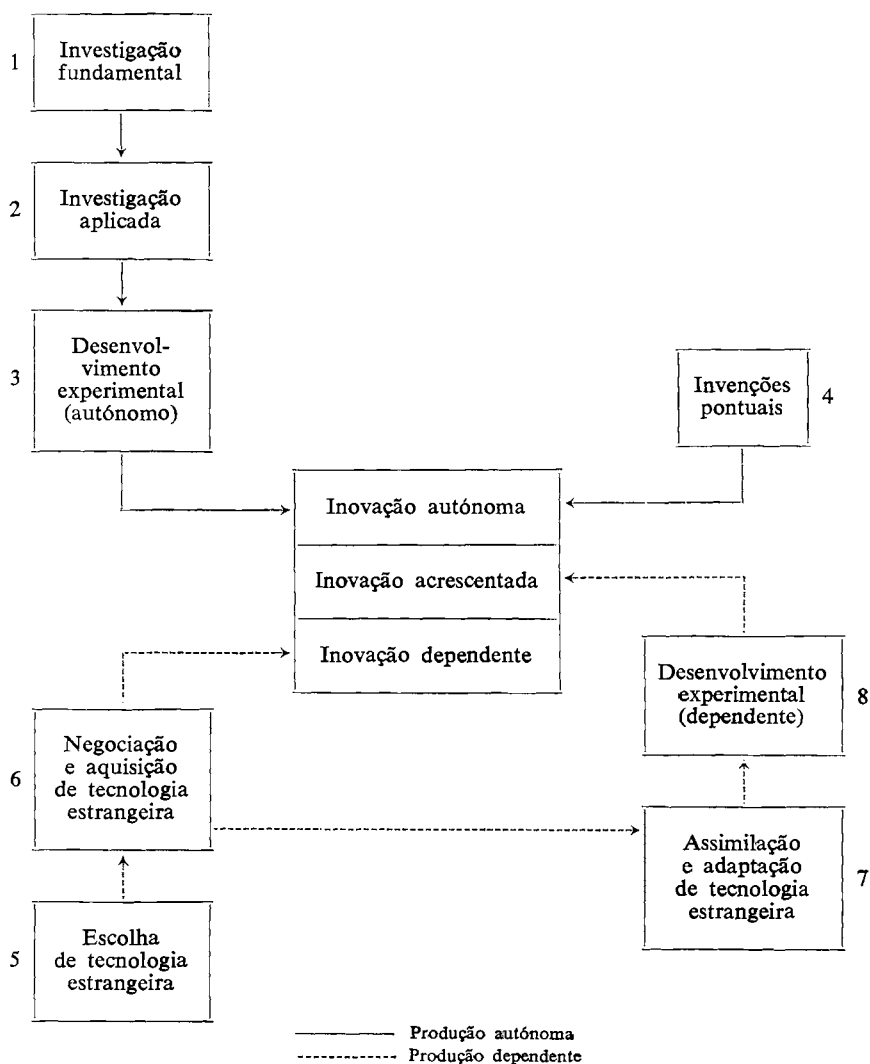 1
Investigação
fundamental
2
Investigação
aplicada
3
Desenvol-
vimento
experimental
(autónomo)
Invenções
pontuais
4
Inovação autónoma
Inovação acrescentada
Inovação dependente
Desenvolvimento
experimental
(dependente)
8
6
Negociação
e aquisição
de tecnologia
estrangeira
Assimilação
e adaptação
de tecnologia
estrangeira
7
5
Escolha
de tecnologia
estrangeira
Produção autónoma
Produção dependente